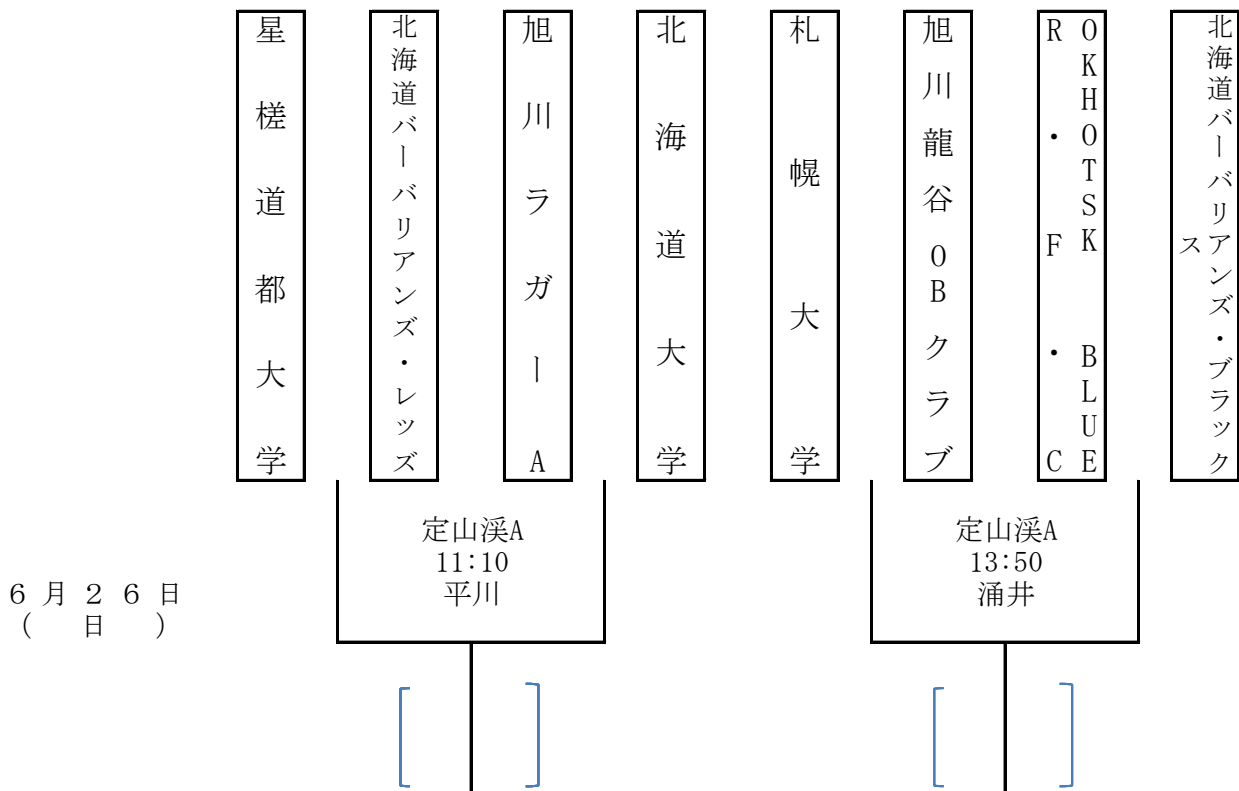 星槎道都大学
北海道バーバリアンズ・レッズ
旭川ラガーA
北海道大学
札幌大学
旭川龍谷OBクラブ
OKHOTSK BLUE
R・F・C
北海道バーバリアンズ・ブラック
ス
定山渓A
11:10
平川
定山渓A
13:50
涌井
6月26日
(日)